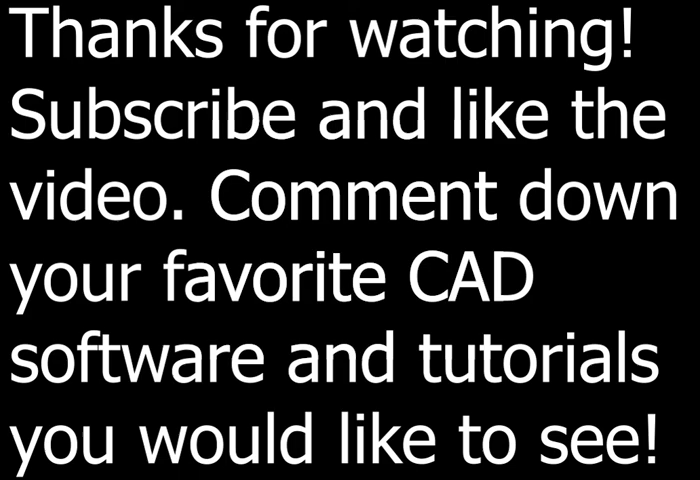 Thanks for watching!
Subscribe and like the
video. Comment down
your favorite CAD
software and tutorials
you would like to see!